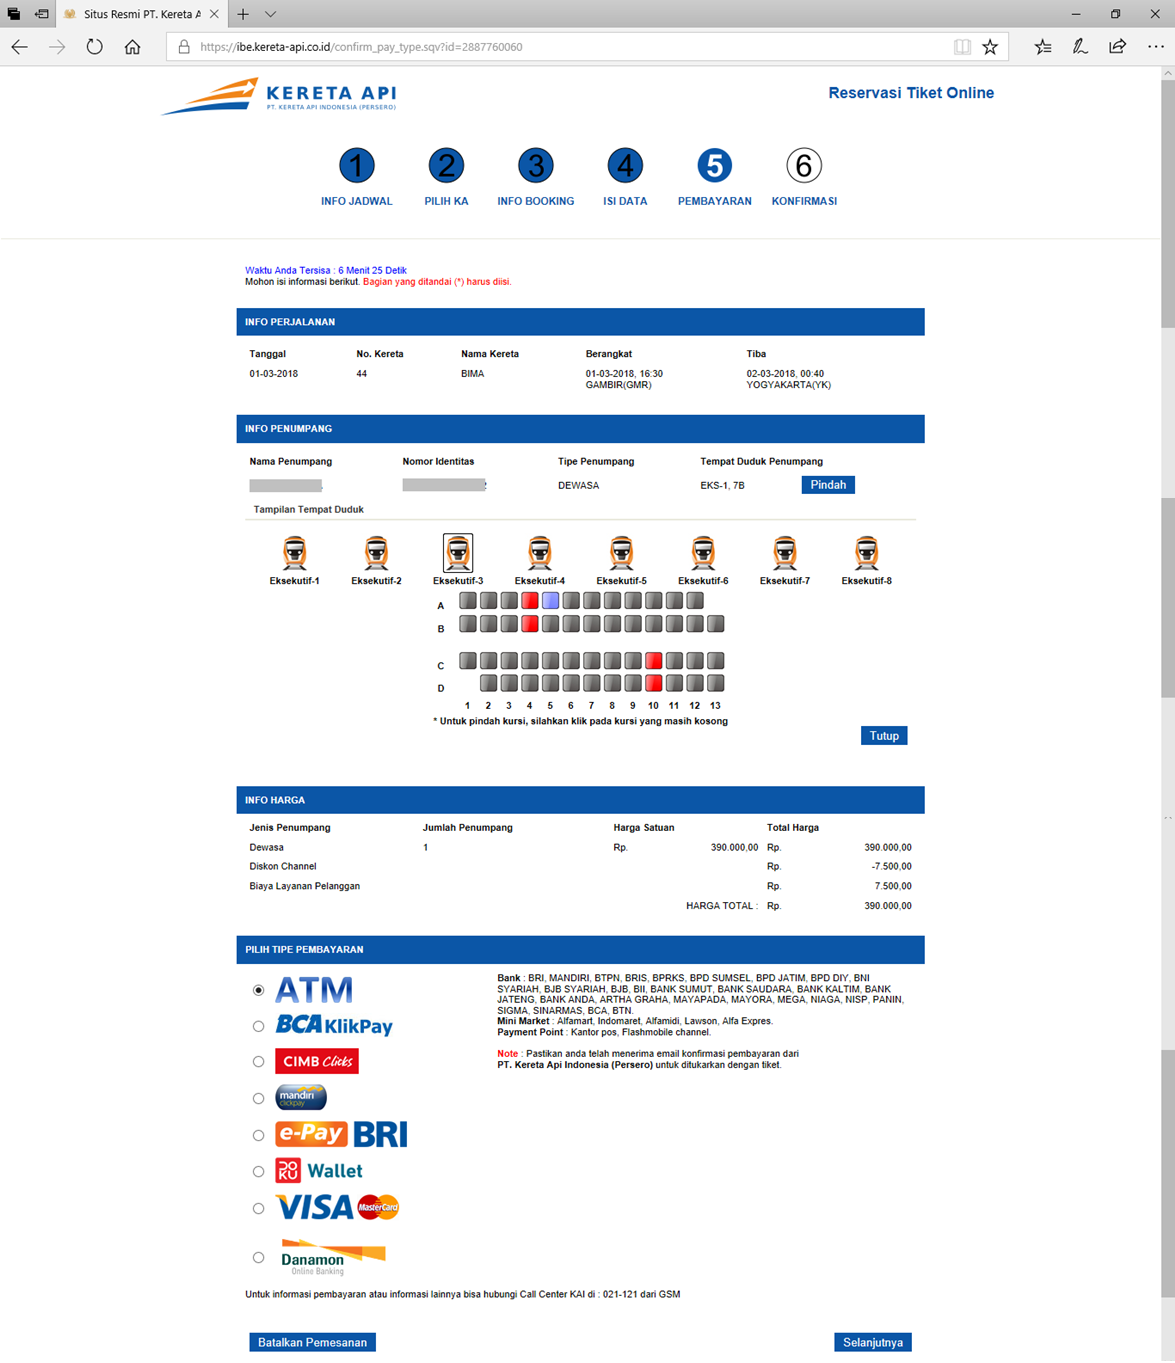 Situs Resmi PT. Kereta A
https://ibe.kereta-api.co.id/confirm_pay_type.sqv?id=2887760060
KERETA API
PT. KERETA API INDONESIA (PERSERO)
Reservasi Tiket Online
1 2 3 4 5 6
INFO JADWAL PILIH KA INFO BOOKING ISI DATA PEMBAYARAN KONFIRMASI
Waktu Anda Tersisa : 6 Menit 25 Detik
Mohon isi informasi berikut. Bagian yang ditandai (*) harus diisi.
INFO PERJALANAN
Tanggal No. Kereta Nama Kereta Berangkat Tiba
01-03-2018 44 BIMA 01-03-2018, 16:30 02-03-2018, 00:40
GAMBIR(GMR) YOGYAKARTA(YK)
INFO PENUMPANG
Nama Penumpang Nomor Identitas Tipe Penumpang Tempat Duduk Penumpang
DEWASA EKS-1, 7B Pindah
Tampilan Tempat Duduk
Eksekutif-1 Eksekutif-2 Eksekutif-3 Eksekutif-4 Eksekutif-5 Eksekutif-6 Eksekutif-7 Eksekutif-8
A
B
C
D
1 2 3 4 5 6 7 8 9 10 11 12 13
* Untuk pindah kursi, silahkan klik pada kursi yang masih kosong
Tutup
INFO HARGA
Jenis Penumpang Jumlah Penumpang Harga Satuan Total Harga
Dewasa 1 Rp. 390.000,00 Rp. 390.000,00
Diskon Channel Rp. -7.500,00
Biaya Layanan Pelanggan Rp. 7.500,00
HARGA TOTAL : Rp. 390.000,00
PILIH TIPE PEMBAYARAN
ATM
BCA KlikPay
CIMB Clicks
mandiri clickpay
e-Pay BRI
DOKU Wallet
VISA MasterCard
Danamon
Online Banking
Bank : BRI, MANDIRI, BTPN, BRIS, BPRKS, BPD SUMSEL, BPD JATIM, BPD DIY, BNI
SYARIAH, BJB SYARIAH, BJB, BII, BANK SUMUT, BANK SAUDARA, BANK KALTIM, BANK
JATENG, BANK ANDA, ARTHA GRAHA, MAYAPADA, MAYORA, MEGA, NIAGA, NISP, PANIN,
SIGMA, SINARMAS, BCA, BTN.
Mini Market : Alfamart, Indomaret, Alfamidi, Lawson, Alfa Expres.
Payment Point : Kantor pos, Flashmobile channel.
Note : Pastikan anda telah menerima email konfirmasi pembayaran dari
PT. Kereta Api Indonesia (Persero) untuk ditukarkan dengan tiket.
Untuk informasi pembayaran atau informasi lainnya bisa hubungi Call Center KAI di : 021-121 dari GSM
Batalkan Pemesanan Selanjutnya